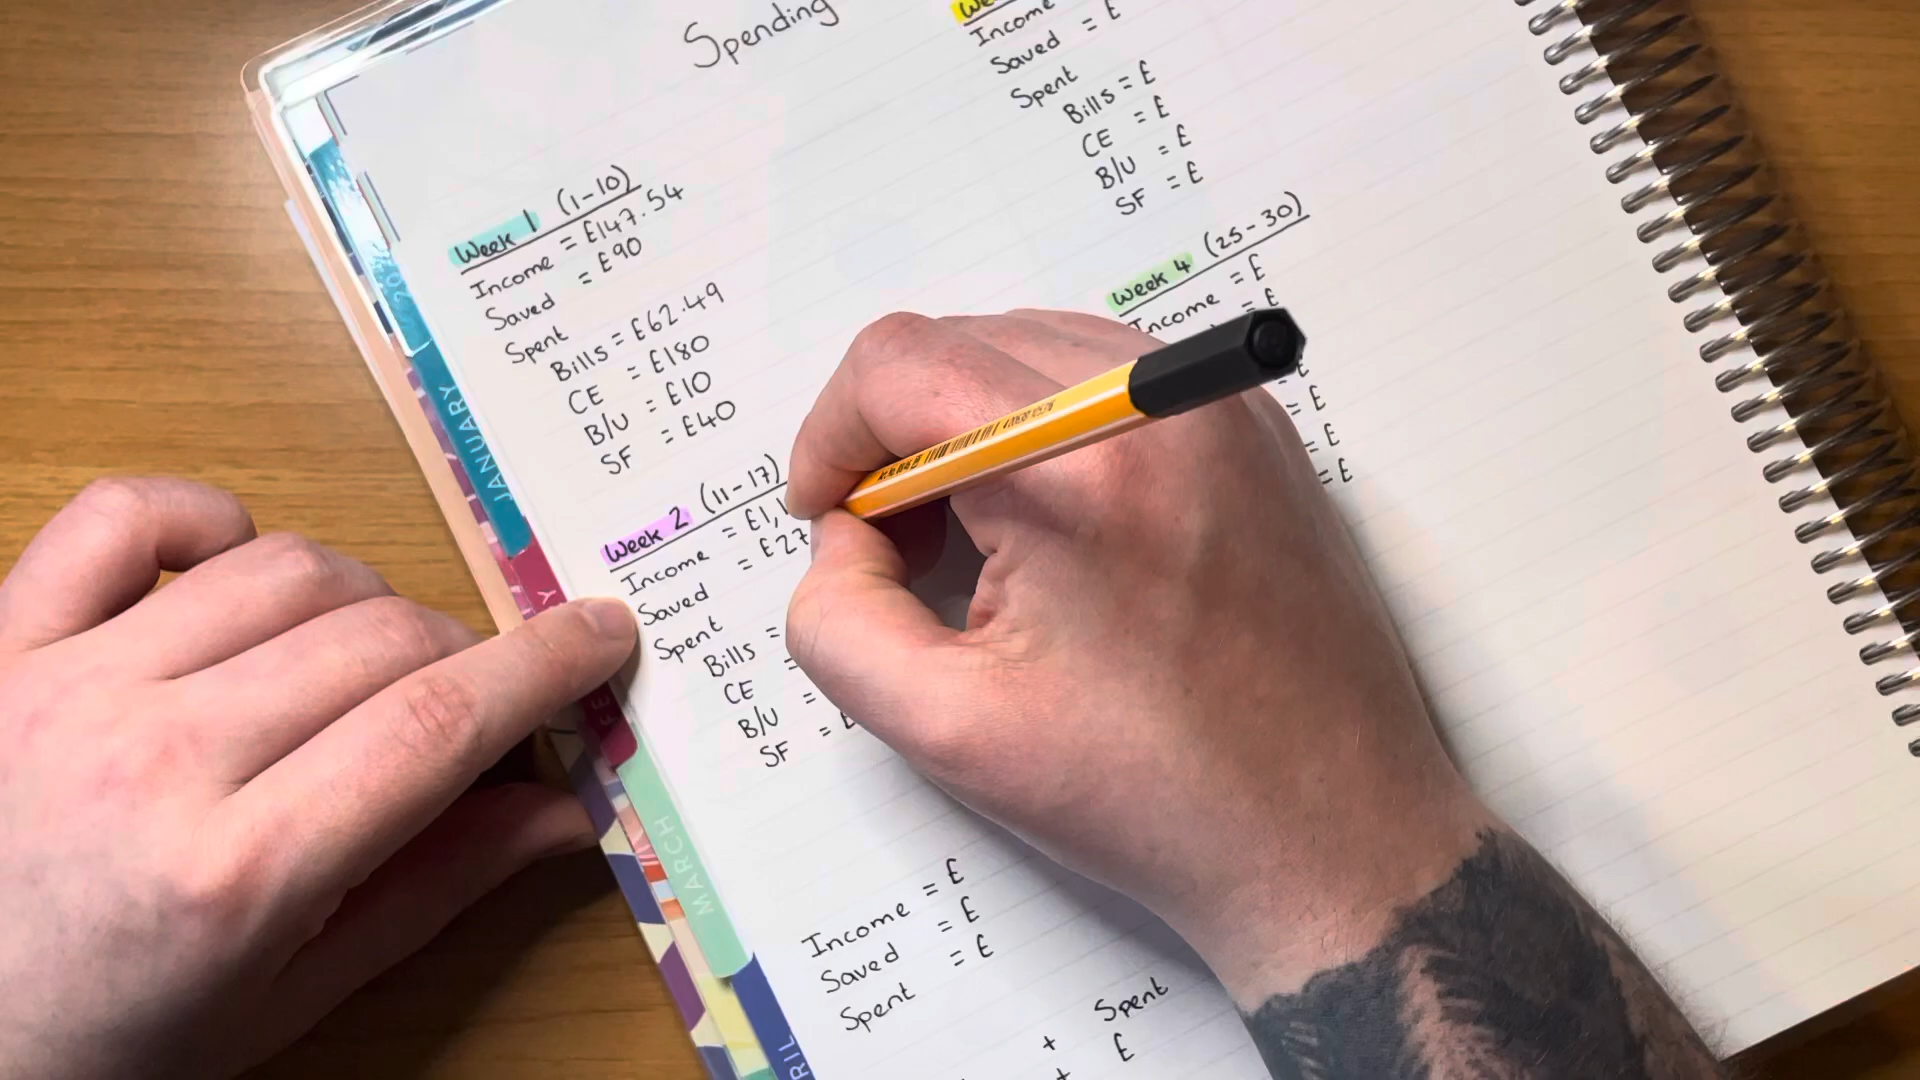 Spending
Week 1 (1-10)
Income = £147.54
Saved = £90
Spent
Bills = £62.49
CE = £180
B/U = £10
SF = £40
Week 2 (11-17)
Income = £1,1
Saved = £27
Spent
Bills =
CE =
B/U =
SF = £
Income = £
Saved = £
Spent = £
+ Spent
+ £
Income = £
Saved = £
Spent
Bills = £
CE = £
B/U = £
SF = £
Week 4 (25-30)
Income = £
= £
= £
= £
= £
= £
JANUARY
MARCH
RIL